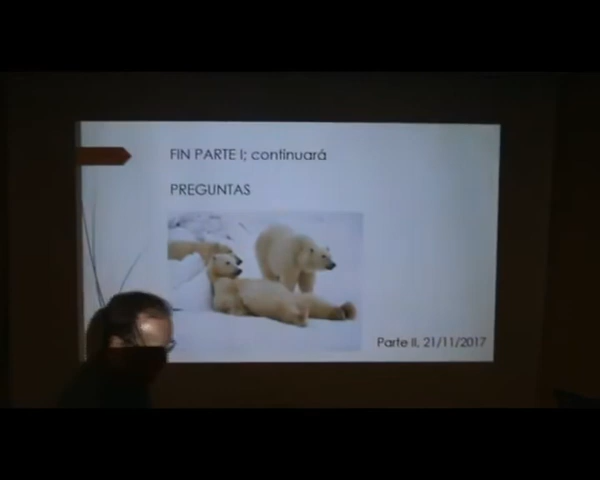 FIN PARTE I; continuará
PREGUNTAS
Parte II, 21/11/2017